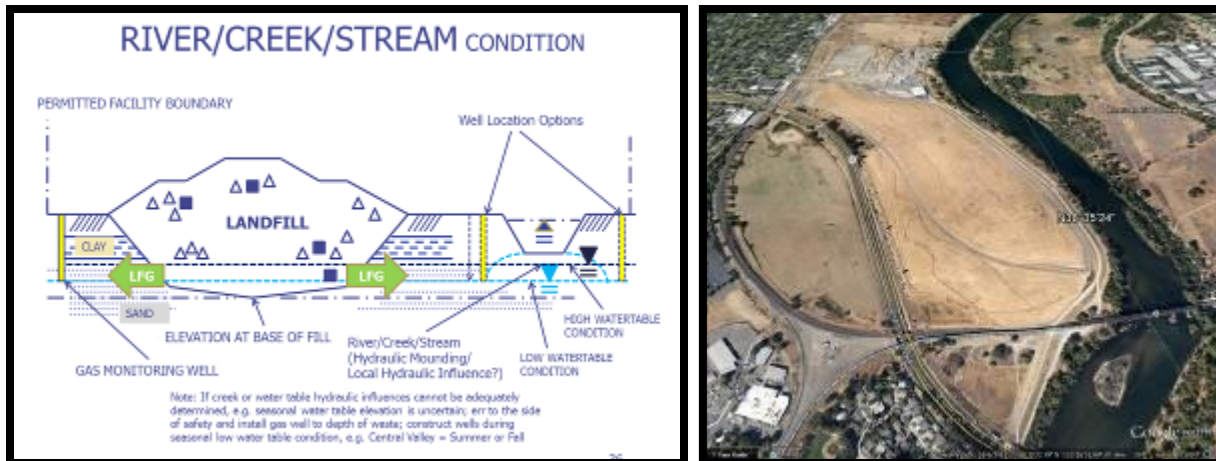 RIVER/CREEK/STREAM CONDITION
PERMITTED FACILITY BOUNDARY
Well Location Options
LANDFILL
CLAY
LFG
LFG
SAND
ELEVATION AT BASE OF FILL
HIGH WATERTABLE
CONDITION
River/Creek/Stream
(Hydraulic Mounding/
Local Hydraulic Influence?)
LOW WATERTABLE
CONDITION
GAS MONITORING WELL
Note: If creek or water table hydraulic influences cannot be adequately
determined, e.g. seasonal water table elevation is uncertain; err to the side
of safety and install gas well to depth of waste; construct wells during
seasonal low water table condition, e.g. Central Valley = Summer or Fall
Google